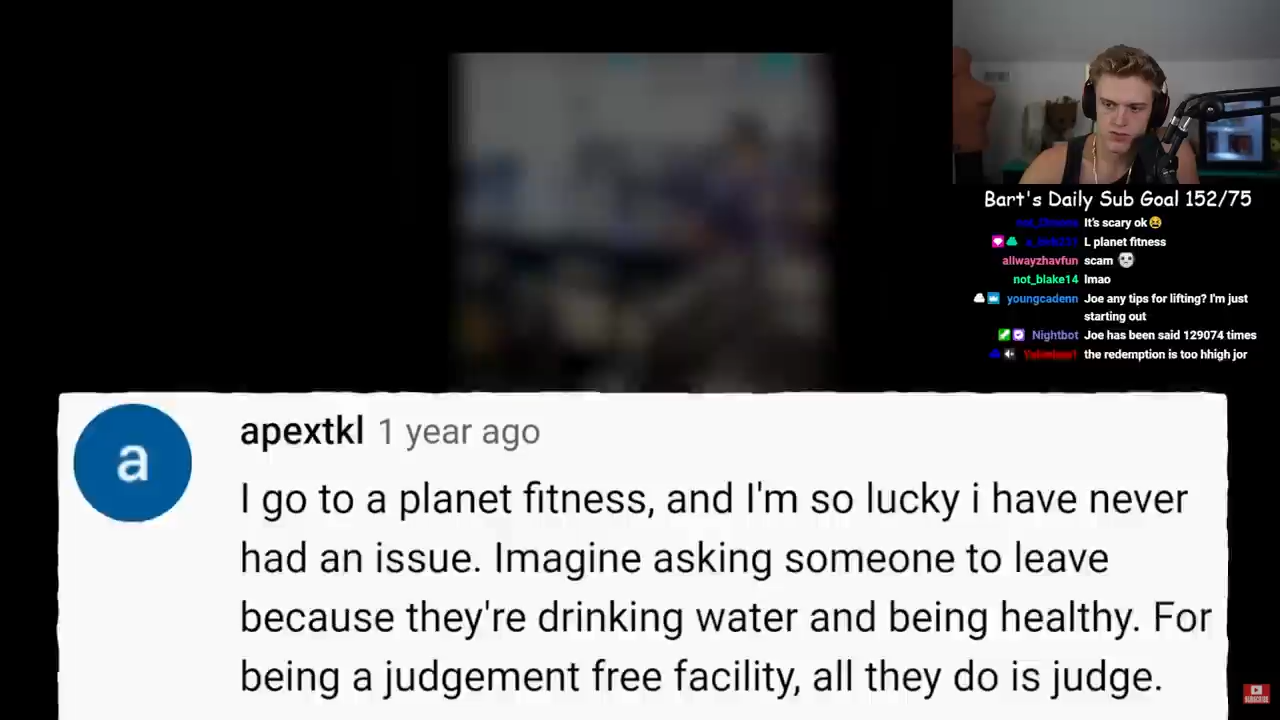 Bart's Daily Sub Goal 152/75
It's scary ok
L planet fitness
allwayzhavfun scam
not_blake14 lmao
youngcadenn Joe any tips for lifting? I'm just
starting out
Nightbot Joe has been said 129074 times
the redemption is too hhigh jor
a
apextkl 1 year ago
I go to a planet fitness, and I'm so lucky i have never
had an issue. Imagine asking someone to leave
because they're drinking water and being healthy. For
being a judgement free facility, all they do is judge.
SUBSCRIBE